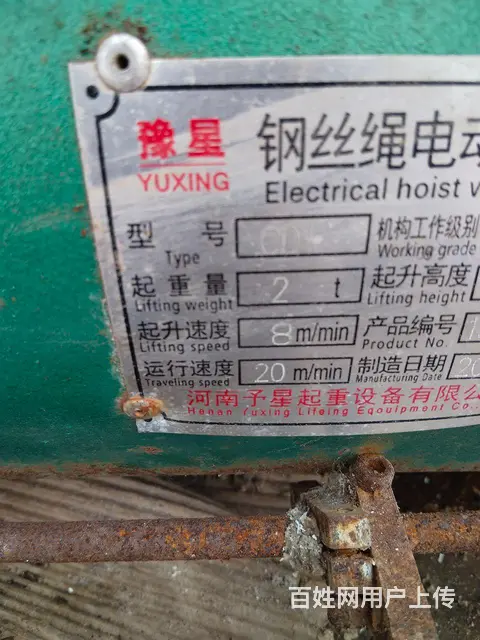 豫星
YUXING
钢丝绳电动
Electrical hoist
型号
Type
机构工作级别
Working grade
起重量 2 t
Lifting weight
起升高度
Lifting height
起升速度 8 m/min
Lifting speed
产品编号
Product No.
运行速度 20 m/min
Traveling speed
制造日期 20
Manufacturing Date
河南予星起重设备有限公
Henan Yuxing Lifeing Eqoupment Co.,
百姓网用户上传